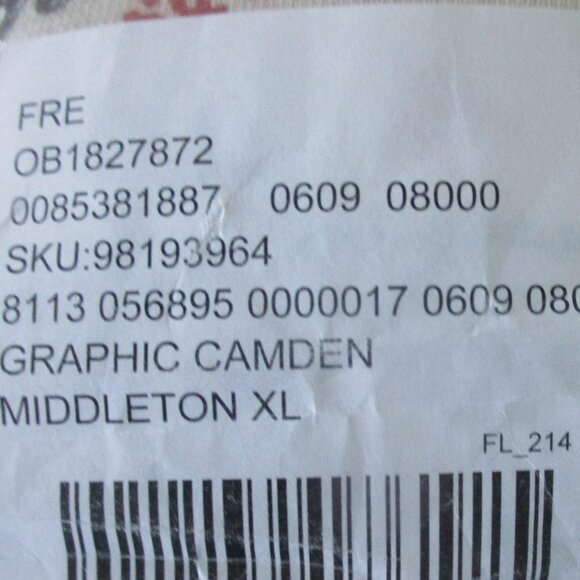 FRE
OB1827872
0085381887 0609 08000
SKU:98193964
8113 056895 0000017 0609 080
GRAPHIC CAMDEN
MIDDLETON XL
FL_214